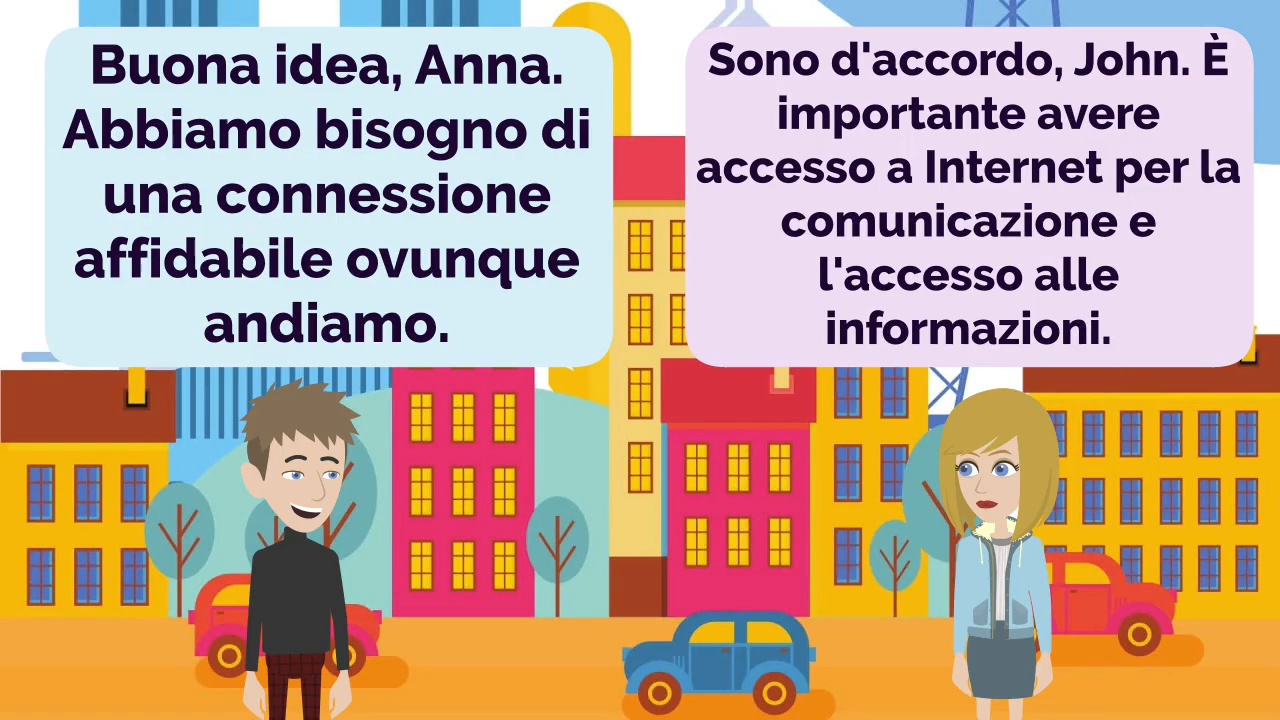 Buona idea, Anna.
Abbiamo bisogno di
una connessione
affidabile ovunque
andiamo.
Sono d'accordo, John. È
importante avere
accesso a Internet per la
comunicazione e
l'accesso alle
informazioni.